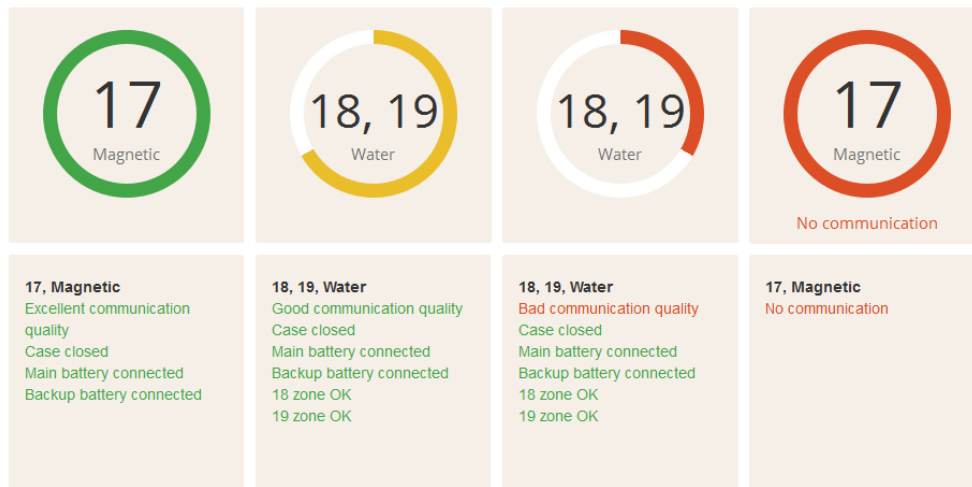 17
Magnetic
18, 19
Water
18, 19
Water
17
Magnetic
No communication
17, Magnetic
Excellent communication
quality
Case closed
Main battery connected
Backup battery connected
18, 19, Water
Good communication quality
Case closed
Main battery connected
Backup battery connected
18 zone OK
19 zone OK
18, 19, Water
Bad communication quality
Case closed
Main battery connected
Backup battery connected
18 zone OK
19 zone OK
17, Magnetic
No communication